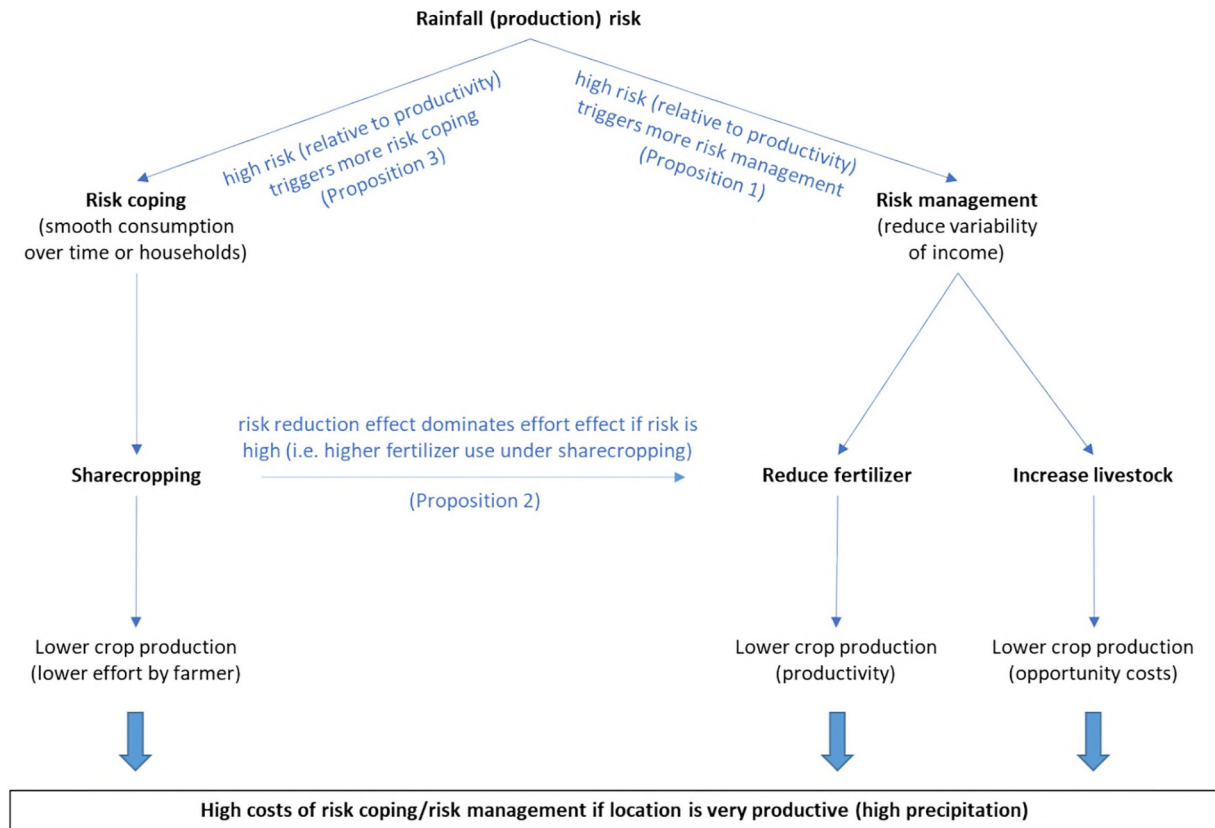 Rainfall (production) risk
high risk (relative to productivity)
triggers more risk coping
(Proposition 3)
high risk (relative to productivity)
triggers more risk management
(Proposition 1)
Risk coping
(smooth consumption
over time or households)
Risk management
(reduce variability
of income)
risk reduction effect dominates effort effect if risk is
high (i.e. higher fertilizer use under sharecropping)
(Proposition 2)
Sharecropping
Reduce fertilizer
Increase livestock
Lower crop production
(lower effort by farmer)
Lower crop production
(productivity)
Lower crop production
(opportunity costs)
High costs of risk coping/risk management if location is very productive (high precipitation)